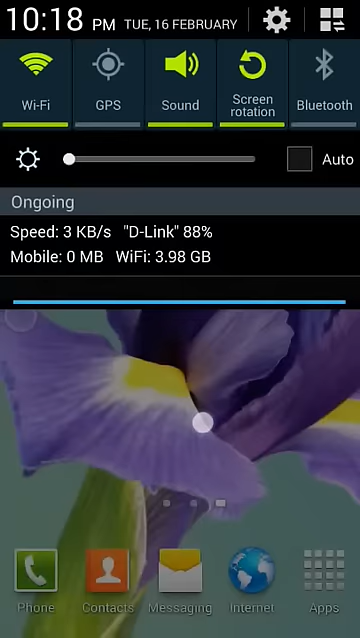 10:18 PM TUE, 16 FEBRUARY
Wi-Fi GPS Sound Screen rotation Bluetooth
Auto
Ongoing
Speed: 3 KB/s "D-Link" 88%
Mobile: 0 MB WiFi: 3.98 GB
Phone Contacts Messaging Internet Apps